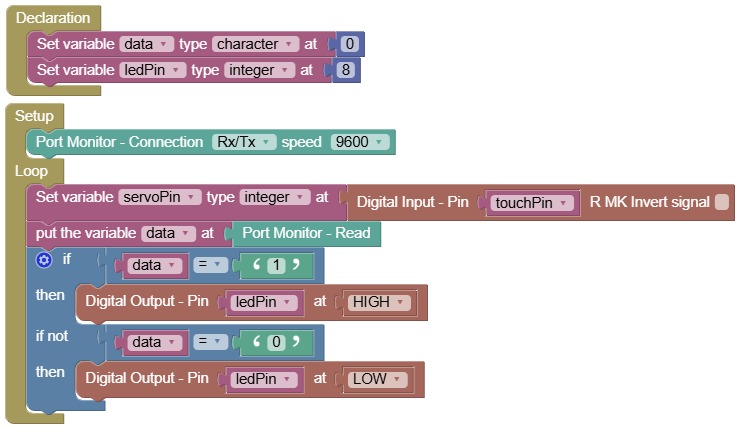 Declaration
Set variable data type character at 0
Set variable ledPin type integer at 8
Setup
Port Monitor - Connection Rx/Tx speed 9600
Loop
Set variable servoPin type integer at Digital Input - Pin touchPin R MK Invert signal
put the variable data at Port Monitor - Read
if data = ‘ 1 ’
then Digital Output - Pin ledPin at HIGH
if not data = ‘ 0 ’
then Digital Output - Pin ledPin at LOW